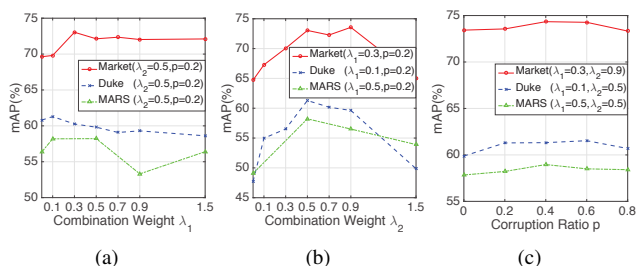 mAP(%)
75
70
65
60
55
50
0.1 0.3 0.5 0.7 0.9 1.5
Combination Weight λ1
Market(λ2=0.5,p=0.2)
Duke (λ2=0.5,p=0.2)
MARS (λ2=0.5,p=0.2)
(a)
mAP(%)
75
70
65
60
55
50
45
0.1 0.3 0.5 0.7 0.9 1.5
Combination Weight λ2
Market(λ1=0.3,p=0.2)
Duke (λ1=0.1,p=0.2)
MARS (λ1=0.5,p=0.2)
(b)
mAP(%)
75
70
65
60
55
0 0.2 0.4 0.6 0.8
Corruption Ratio p
Market(λ1=0.3,λ2=0.9)
Duke (λ1=0.1,λ2=0.5)
MARS (λ1=0.5,λ2=0.5)
(c)